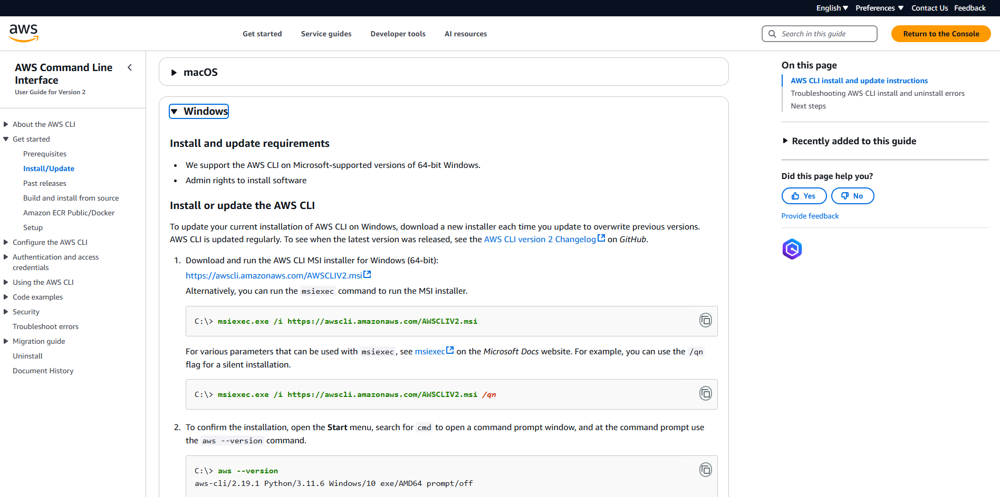 English Preferences Contact Us Feedback
aws
Get started Service guides Developer tools AI resources
Search in this guide
Return to the Console
AWS Command Line
Interface
User Guide for Version 2
About the AWS CLI
Get started
Prerequisites
Install/Update
Past releases
Build and install from source
Amazon ECR Public/Docker
Setup
Configure the AWS CLI
Authentication and access
credentials
Using the AWS CLI
Code examples
Security
Troubleshoot errors
Migration guide
Uninstall
Document History
macOS
Windows
Install and update requirements
• We support the AWS CLI on Microsoft-supported versions of 64-bit Windows.
• Admin rights to install software
Install or update the AWS CLI
To update your current installation of AWS CLI on Windows, download a new installer each time you update to overwrite previous versions.
AWS CLI is updated regularly. To see when the latest version was released, see the AWS CLI version 2 Changelog on GitHub.
1. Download and run the AWS CLI MSI installer for Windows (64-bit):
https://awscli.amazonaws.com/AWSCLIV2.msi
Alternatively, you can run the msiexec command to run the MSI installer.
C:\> msiexec.exe /i https://awscli.amazonaws.com/AWSCLIV2.msi
For various parameters that can be used with msiexec, see msiexec on the Microsoft Docs website. For example, you can use the /qn
flag for a silent installation.
C:\> msiexec.exe /i https://awscli.amazonaws.com/AWSCLIV2.msi /qn
2. To confirm the installation, open the Start menu, search for cmd to open a command prompt window, and at the command prompt use
the aws --version command.
C:\> aws --version
aws-cli/2.19.1 Python/3.11.6 Windows/10 exe/AMD64 prompt/off
On this page
AWS CLI install and update instructions
Troubleshooting AWS CLI install and uninstall errors
Next steps
Recently added to this guide
Did this page help you?
Yes No
Provide feedback